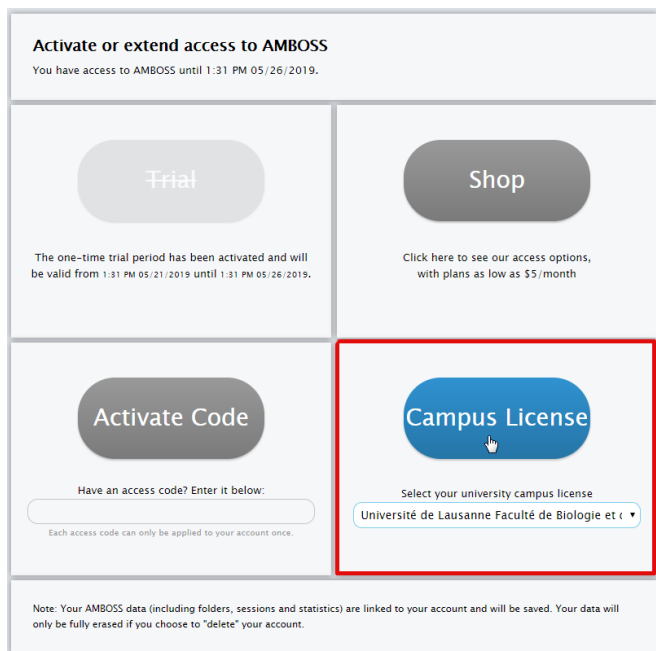 Activate or extend access to AMBOSS
You have access to AMBOSS until 1:31 PM 05/26/2019.
Trial
Shop
The one-time trial period has been activated and will
be valid from 1:31 PM 05/21/2019 until 1:31 PM 05/26/2019.
Click here to see our access options,
with plans as low as $5/month
Activate Code
Campus License
Have an access code? Enter it below:
Each access code can only be applied to your account once.
Select your university campus license
Université de Lausanne Faculté de Biologie et
Note: Your AMBOSS data (including folders, sessions and statistics) are linked to your account and will be saved. Your data will
only be fully erased if you choose to "delete" your account.